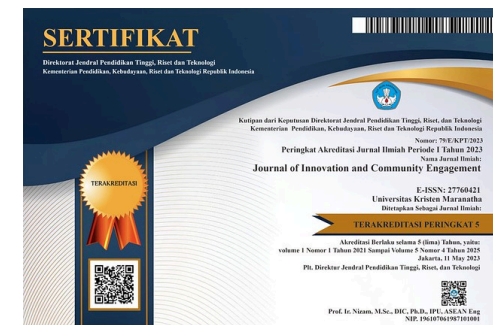 SERTIFIKAT
Direktorat Jendral Pendidikan Tinggi, Riset dan Teknologi
Kementerian Pendidikan, Kebudayaan, Riset dan Teknologi Republik Indonesia
Kutipan dari Keputusan Direktorat Jendral Pendidikan Tinggi, Riset, dan Teknologi
Kementerian Pendidikan, Kebudayaan, Riset dan Teknologi Republik Indonesia
Nomor: 79/E/KPT/2023
Peringkat Akreditasi Jurnal Ilmiah Periode I Tahun 2023
Nama Jurnal Ilmiah:
Journal of Innovation and Community Engagement
E-ISSN: 27760421
Universitas Kristen Maranatha
Ditetapkan Sebagai Jurnal Ilmiah:
TERAKREDITASI PERINGKAT 5
TERAKREDITASI
Akreditasi Berlaku selama 5 (lima) Tahun, yaitu:
volume 1 Nomor 1 Tahun 2021 Sampai Volume 5 Nomor 4 Tahun 2025
Jakarta, 11 May 2023
Plt. Direktur Jendral Pendidikan Tinggi, Riset, dan Teknologi
Prof. Ir. Nizam, M.Sc., DIC, Ph.D., IPU, ASEAN Eng
NIP. 196107061987101001